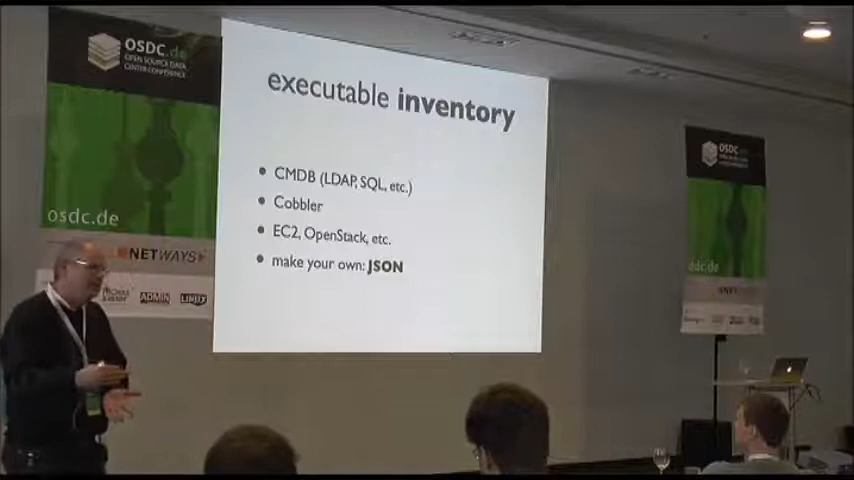 OSDC.de
OPEN SOURCE DATA
CENTER CONFERENCE
osdc.de
NETWAYS
ADMIN
LINUX
executable inventory
CMDB (LDAP, SQL, etc.)
Cobbler
EC2, OpenStack, etc.
make your own: JSON
OSDC